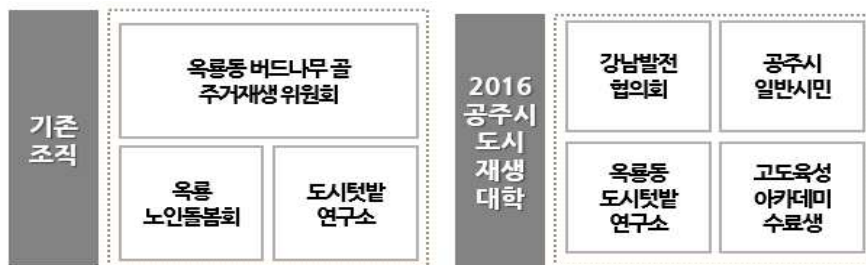 기존
조직
옥룡동 버드나무 골
주거재생 위원회
옥룡
노인돌봄회
도시텃밭
연구소
2016
공주시
도시
재생
대학
강남발전
협의회
공주시
일반시민
옥룡동
도시텃밭
연구소
고도육성
아카데미
수료생